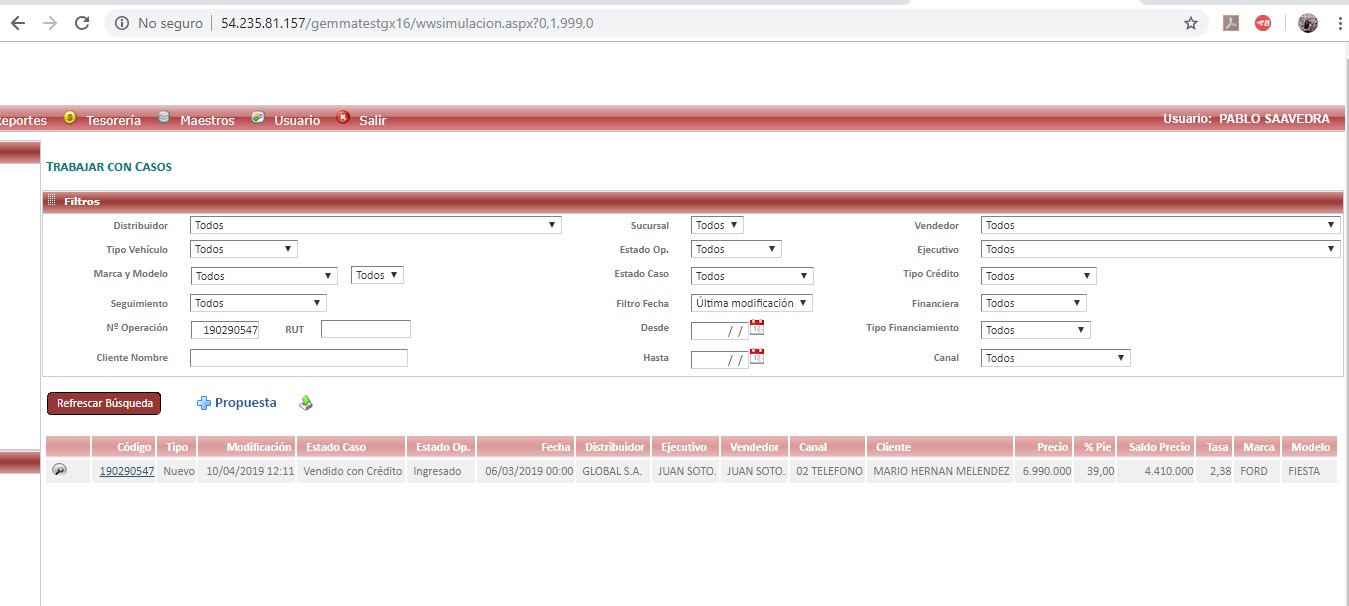 No seguro 54.235.81.157/gemmatestgx16/wwsimulacion.aspx?0,1,999,0
Reportes Tesorería Maestros Usuario Salir Usuario: PABLO SAAVEDRA
TRABAJAR CON CASOS
Filtros
Distribuidor Todos Sucursal Todos Vendedor Todos
Tipo Vehículo Todos Estado Op. Todos Ejecutivo Todos
Marca y Modelo Todos Todos Estado Caso Todos Tipo Crédito Todos
Seguimiento Todos Filtro Fecha Última modificación Financiera Todos
Nº Operación 190290547 RUT Desde / / Tipo Financiamiento Todos
Cliente Nombre Hasta / / Canal Todos
Refrescar Búsqueda Propuesta
Código Tipo Modificación Estado Caso Estado Op. Fecha Distribuidor Ejecutivo Vendedor Canal Cliente Precio % Pie Saldo Precio Tasa Marca Modelo
190290547 Nuevo 10/04/2019 12:11 Vendido con Crédito Ingresado 06/03/2019 00:00 GLOBAL S.A. JUAN SOTO. JUAN SOTO. 02 TELEFONO MARIO HERNAN MELENDEZ 6.990.000 39,00 4.410.000 2,38 FORD FIESTA